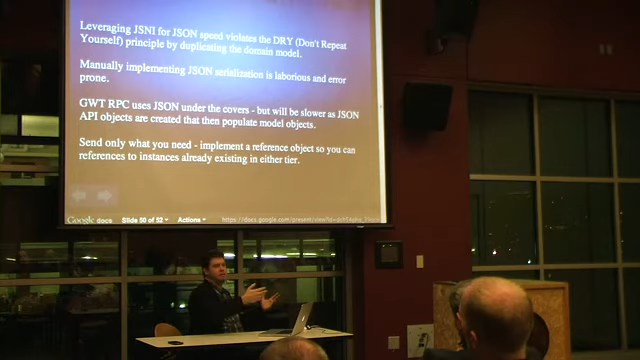 Leveraging JSNI for JSON speed violates the DRY (Don't Repeat
Yourself) principle by duplicating the domain model.
Manually implementing JSON serialization is laborious and error
prone.
GWT RPC uses JSON under the covers - but will be slower as JSON
API objects are created that then populate model objects.
Send only what you need - implement a reference object so you can
references to instances already existing in either tier.
Google docs Slide 50 of 52 Actions